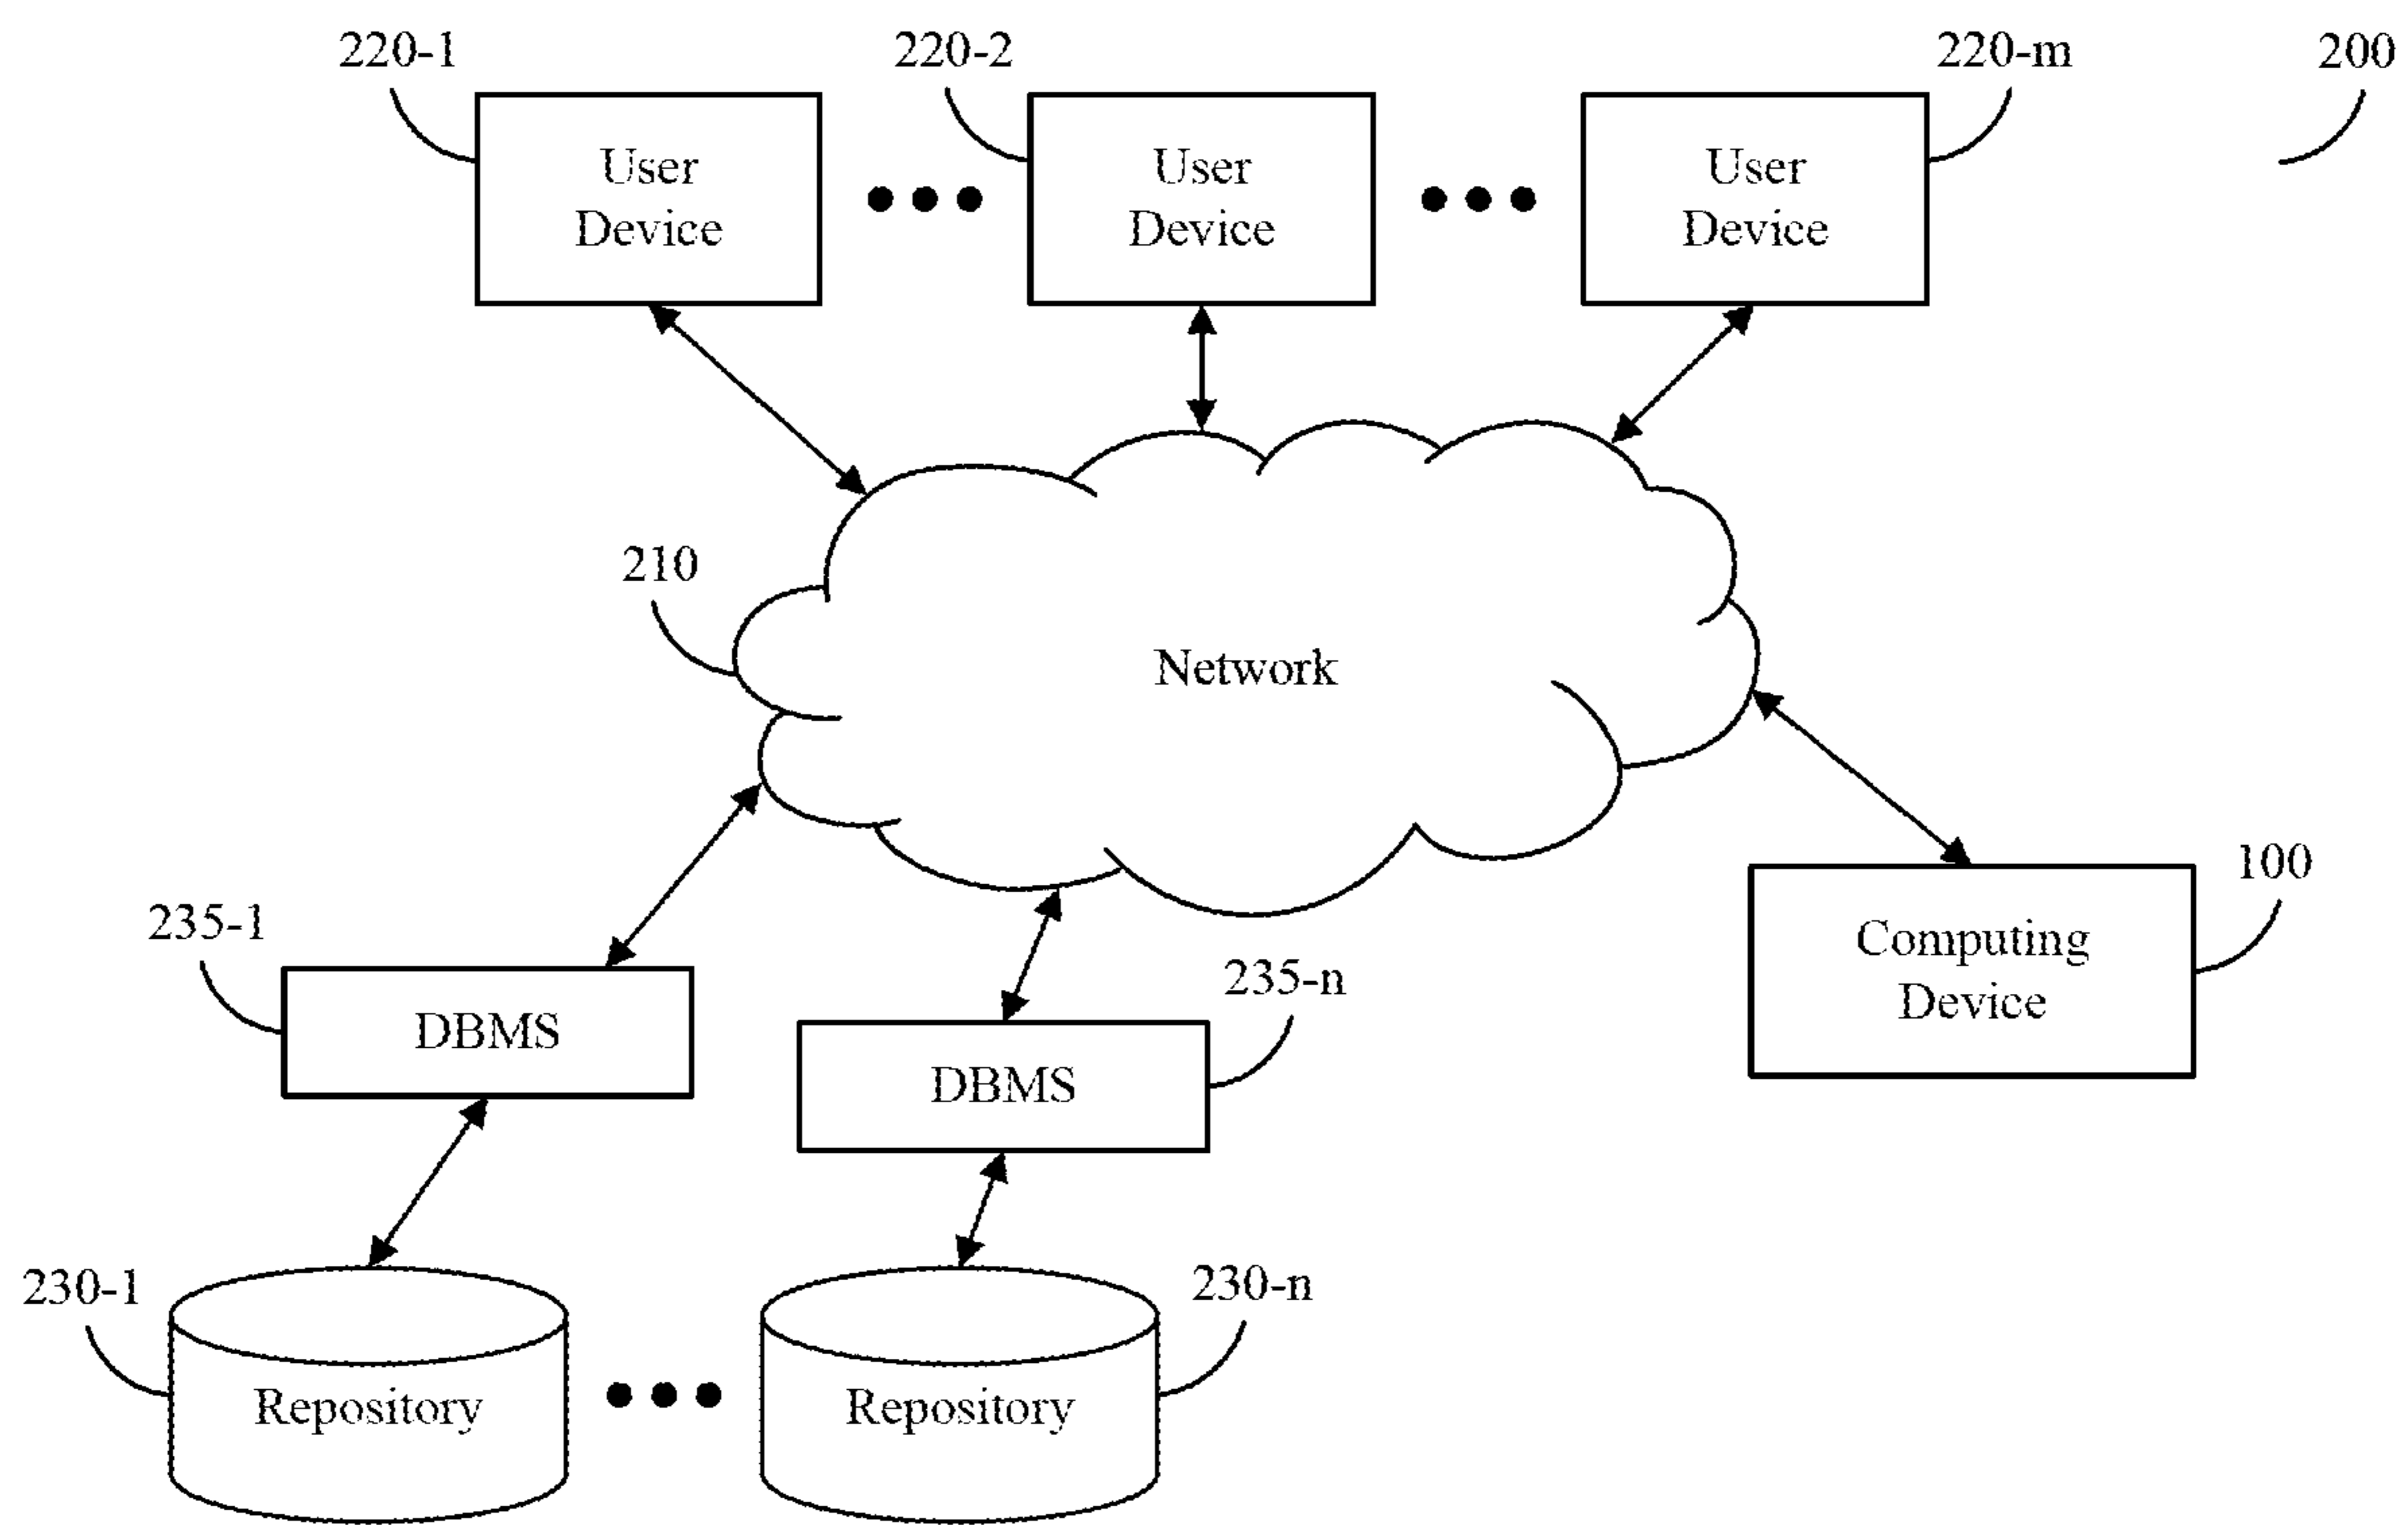 220-1
220-2
220-m
200
User
Device
User
Device
User
Device
210
Network
100
Computing
Device
235-1
DBMS
235-n
DBMS
230-1
Repository
230-n
Repository